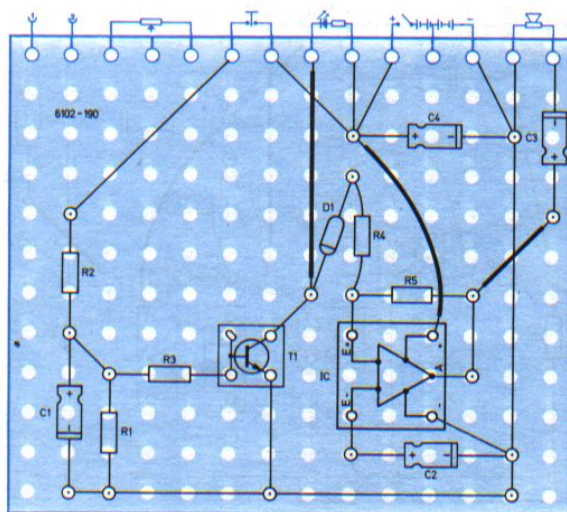 + -
6102-190
C4
+ -
C3
-
+
D1
R4
R2
R5
T1
E+
+
R3
IC
A
C1
+
-
R1
E-
-
+ -
C2